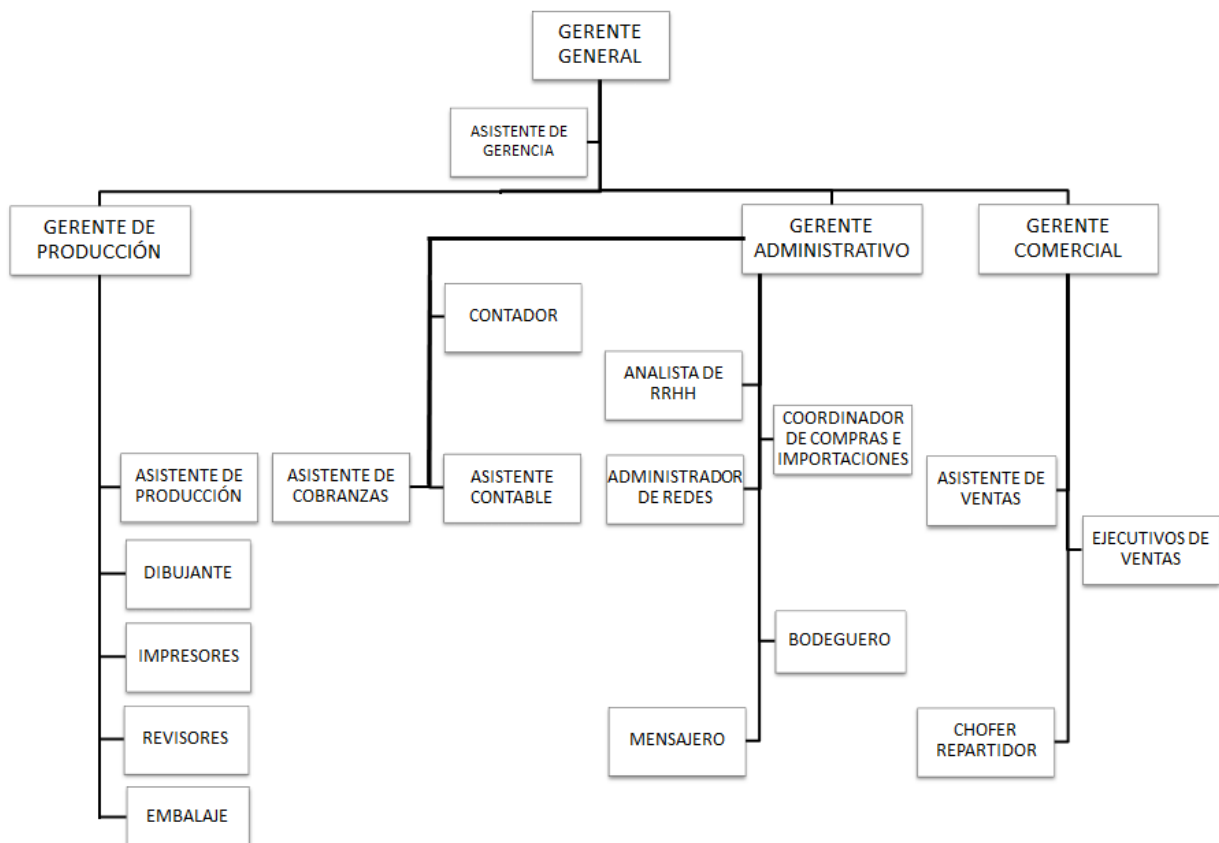 GERENTE
GENERAL
ASISTENTE DE
GERENCIA
GERENTE DE
PRODUCCIÓN
GERENTE
ADMINISTRATIVO
GERENTE
COMERCIAL
CONTADOR
ANALISTA DE
RRHH
COORDINADOR
DE COMPRAS E
IMPORTACIONES
ASISTENTE DE
PRODUCCIÓN
ASISTENTE DE
COBRANZAS
ASISTENTE
CONTABLE
ADMINISTRADOR
DE REDES
ASISTENTE DE
VENTAS
EJECUTIVOS DE
VENTAS
DIBUJANTE
IMPRESORES
BODEGUERO
REVISORES
MENSAJERO
CHOFER
REPARTIDOR
EMBALAJE